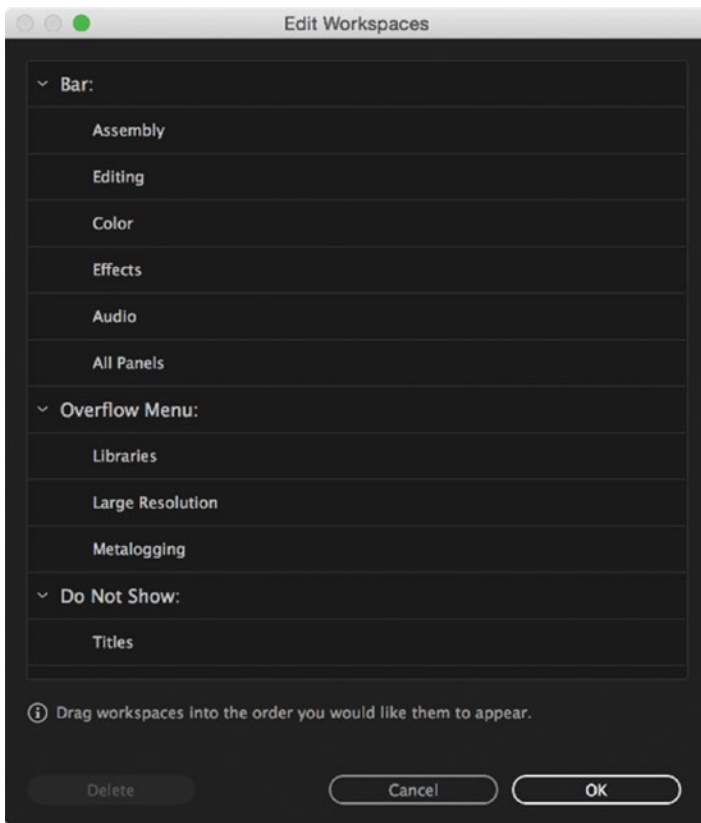 Edit Workspaces
Bar:
Assembly
Editing
Color
Effects
Audio
All Panels
Overflow Menu:
Libraries
Large Resolution
Metalogging
Do Not Show:
Titles
Drag workspaces into the order you would like them to appear.
Delete Cancel OK